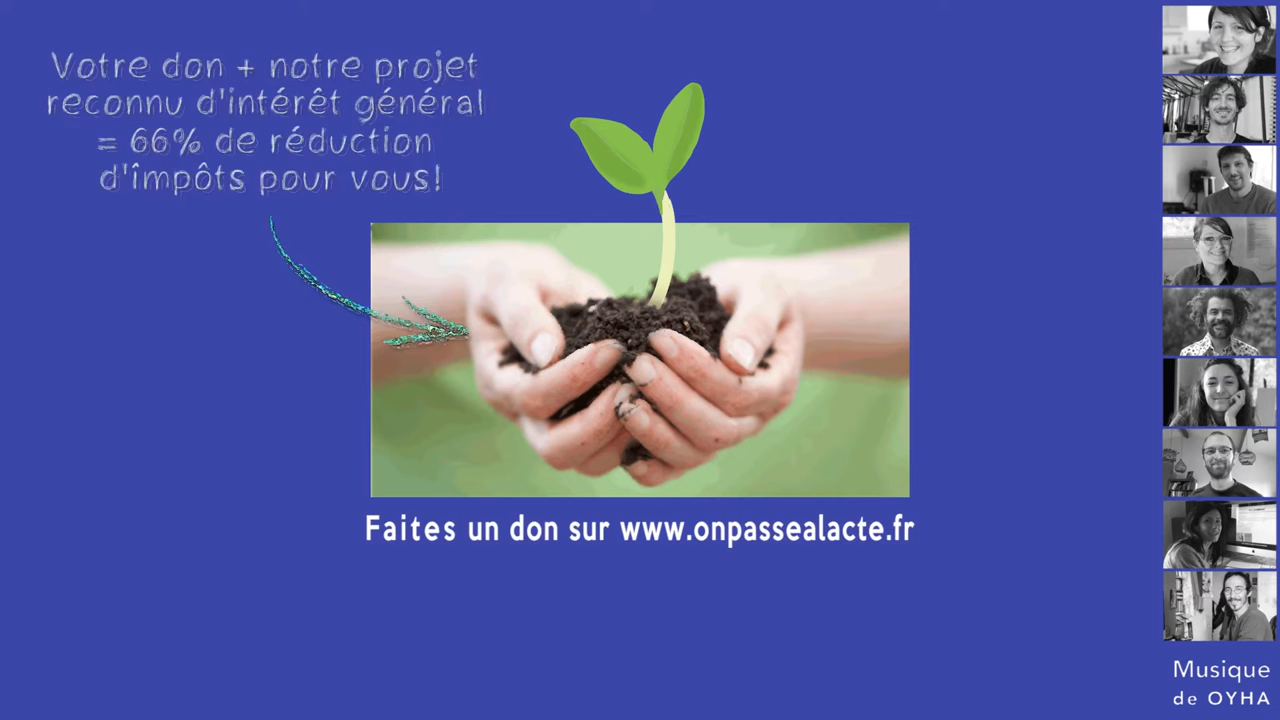 Votre don + notre projet
reconnu d'intérêt général
= 66% de réduction
d'impôts pour vous!
Faites un don sur www.onpassealacte.fr
Musique
de OYHA